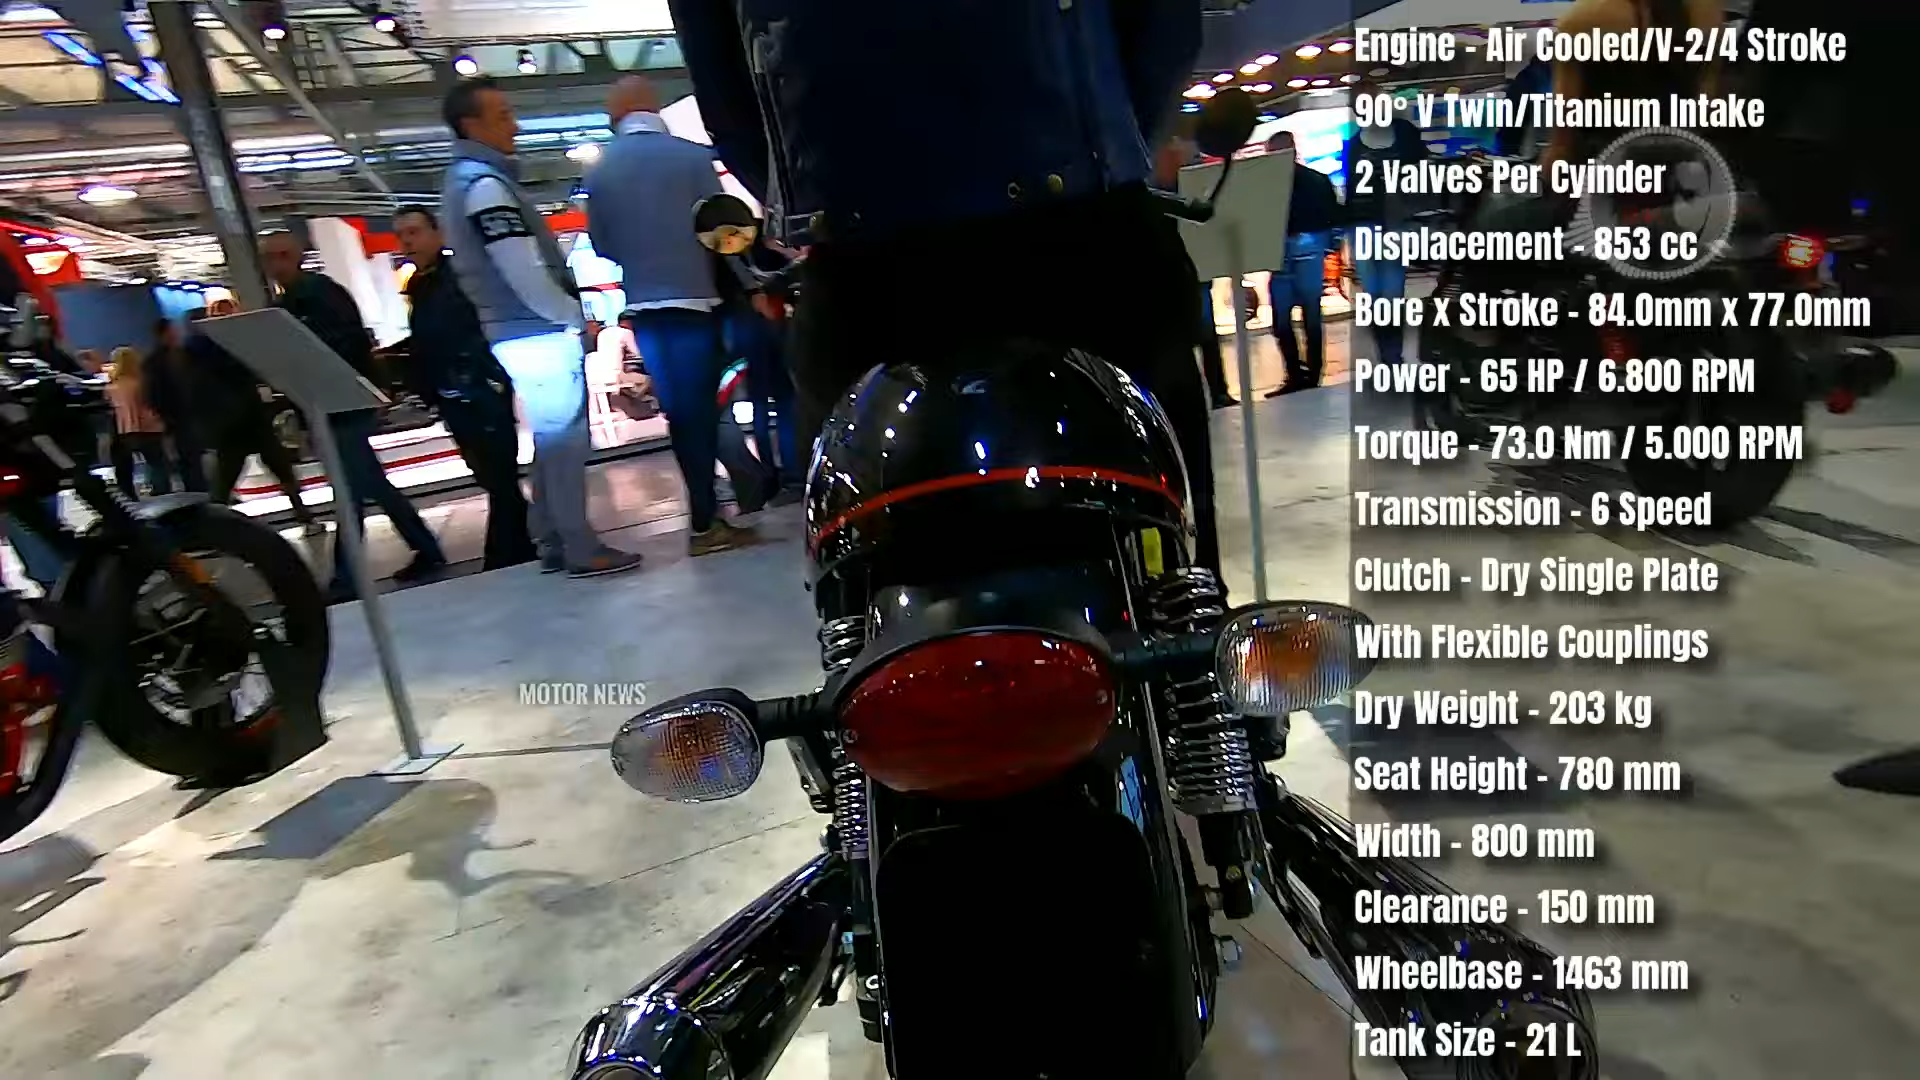 Engine - Air Cooled/V-2/4 Stroke
90° V Twin/Titanium Intake
2 Valves Per Cyinder
Displacement - 853 cc
Bore x Stroke - 84.0mm x 77.0mm
Power - 65 HP / 6.800 RPM
Torque - 73.0 Nm / 5.000 RPM
Transmission - 6 Speed
Clutch - Dry Single Plate
With Flexible Couplings
Dry Weight - 203 kg
Seat Height - 780 mm
Width - 800 mm
Clearance - 150 mm
Wheelbase - 1463 mm
Tank Size - 21 L
MOTOR NEWS